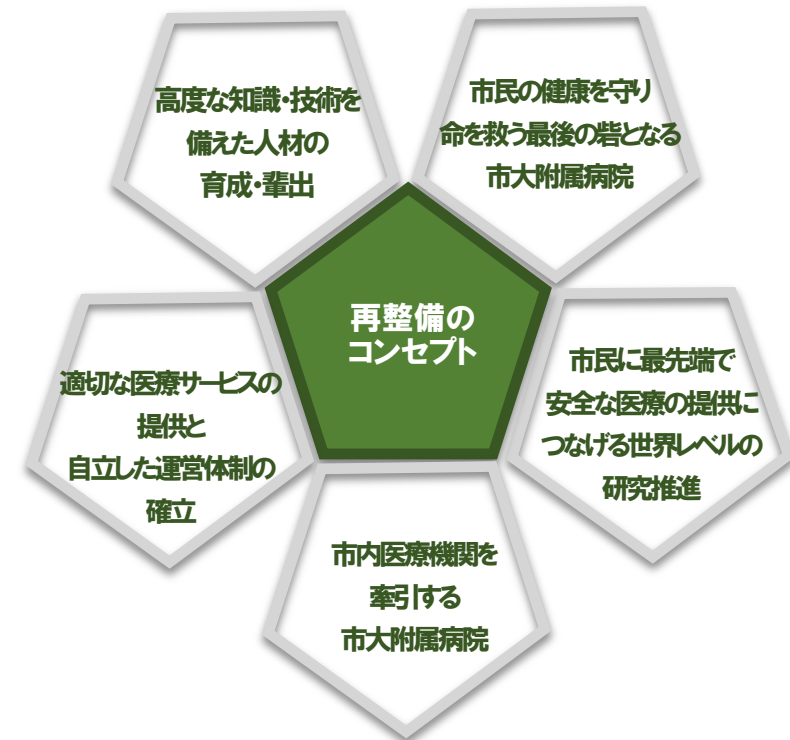 高度な知識・技術を
備えた人材の
育成・輩出
市民の健康を守り
命を救う最後の砦となる
市大附属病院
再整備の
コンセプト
適切な医療サービスの
提供と
自立した運営体制の
確立
市民に最先端で
安全な医療の提供に
つなげる世界レベルの
研究推進
市内医療機関を
牽引する
市大附属病院